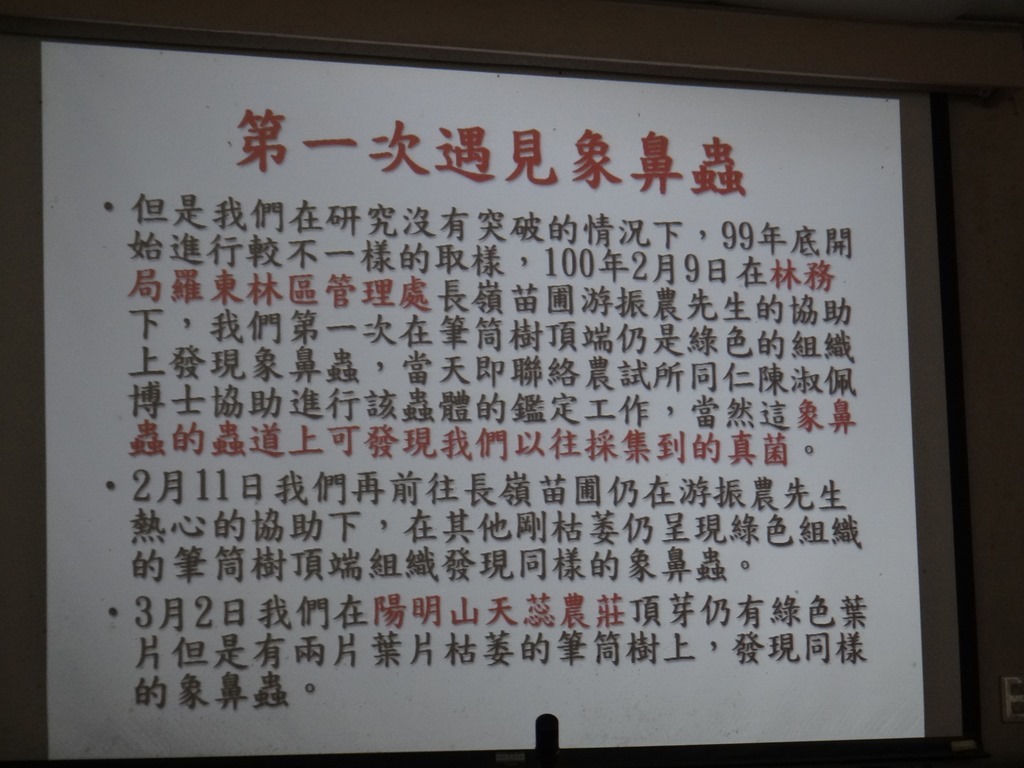 第一次遇見象鼻蟲
• 但是我們在研究沒有突破的情況下，99年底開
始進行較不一樣的取樣，100年2月9日在林務
局羅東林區管理處長嶺苗圃游振農先生的協助
下，我們第一次在筆筒樹頂端仍是綠色的組織
上發現象鼻蟲，當天即聯絡農試所同仁陳淑佩
博士協助進行該蟲體的鑑定工作，當然這象鼻
蟲的蟲道上可發現我們以往採集到的真菌。
• 2月11日我們再前往長嶺苗圃仍在游振農先生
熱心的協助下，在其他剛枯萎仍呈現綠色組織
的筆筒樹頂端組織發現同樣的象鼻蟲。
• 3月2日我們在陽明山天蕊農莊頂芽仍有綠色葉
片但是有兩片葉片枯萎的筆筒樹上，發現同樣
的象鼻蟲。